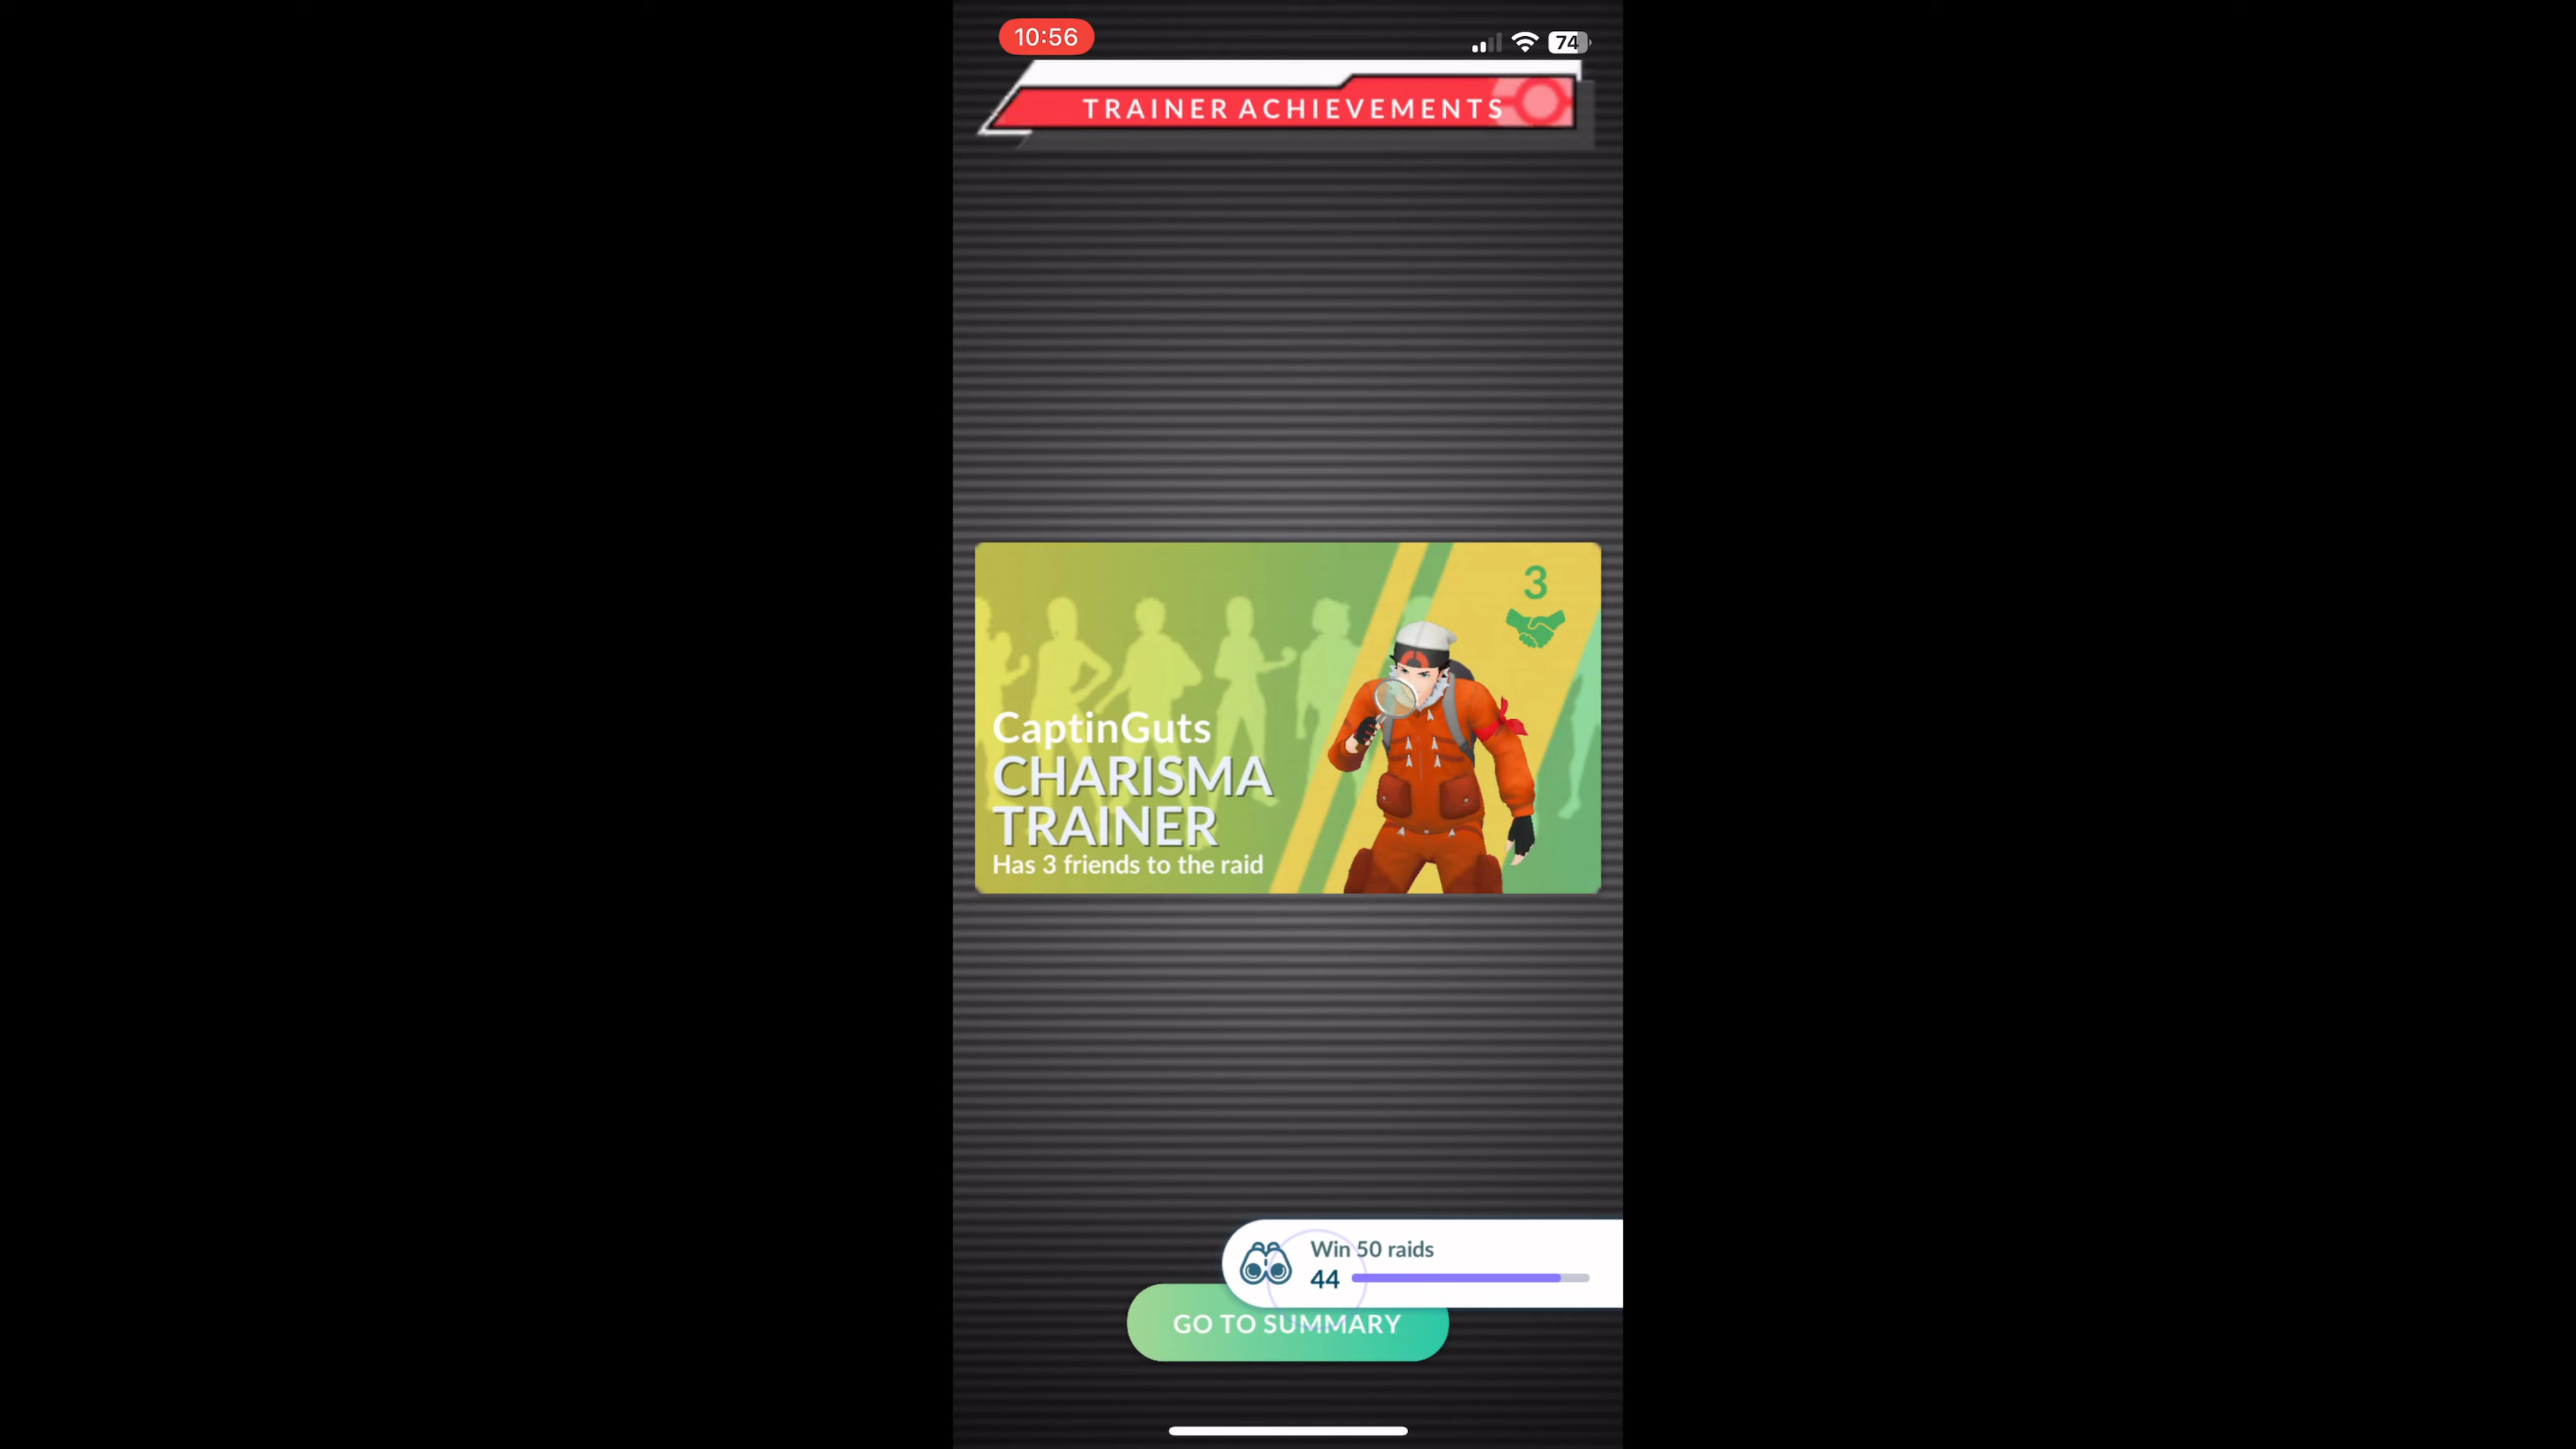 10:56
74
TRAINER ACHIEVEMENTS
3
CaptinGuts
CHARISMA
TRAINER
Has 3 friends to the raid
Win 50 raids
44
GO TO SUMMARY